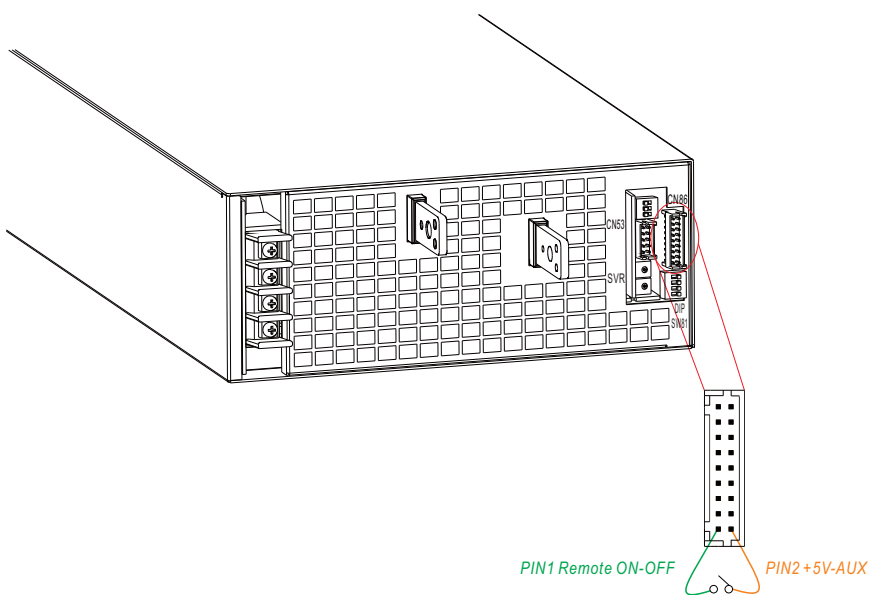 CN86
CN53
SVR
DIP
SW81
PIN1 Remote ON-OFF
PIN2 +5V-AUX